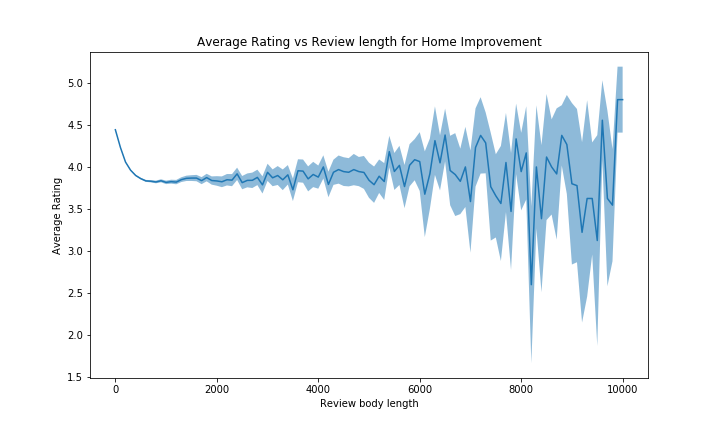 Average Rating vs Review length for Home Improvement
5.0
4.5
4.0
3.5
3.0
2.5
2.0
1.5
Average Rating
0 2000 4000 6000 8000 10000
Review body length